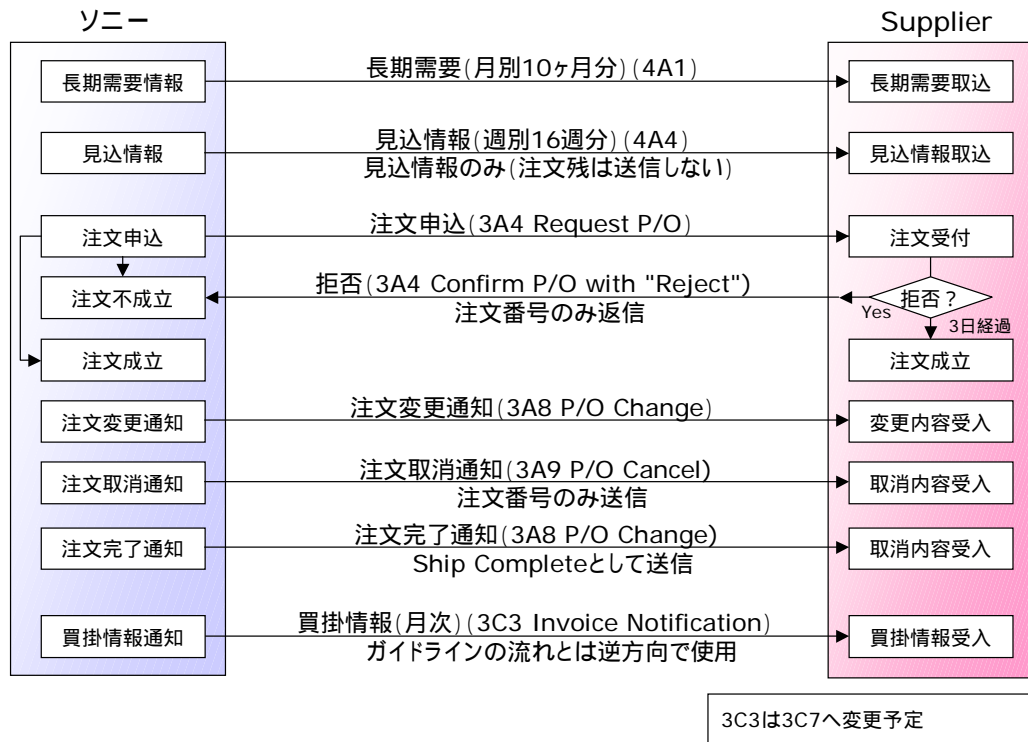 ソニー
Supplier
長期需要情報
長期需要(月別10ヶ月分)(4A1)
長期需要取込
見込情報
見込情報(週別16週分)(4A4)
見込情報のみ(注文残は送信しない)
見込情報取込
注文申込
注文申込(3A4 Request P/O)
注文受付
注文不成立
拒否(3A4 Confirm P/O with "Reject")
注文番号のみ返信
拒否？
Yes
3日経過
注文成立
注文成立
注文変更通知
注文変更通知(3A8 P/O Change)
変更内容受入
注文取消通知
注文取消通知(3A9 P/O Cancel)
注文番号のみ送信
取消内容受入
注文完了通知
注文完了通知(3A8 P/O Change)
Ship Completeとして送信
取消内容受入
買掛情報通知
買掛情報(月次)(3C3 Invoice Notification)
ガイドラインの流れとは逆方向で使用
買掛情報受入
3C3は3C7へ変更予定